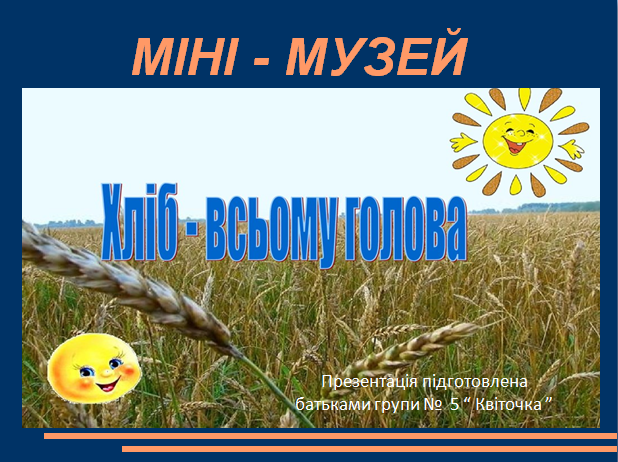 МІНІ - МУЗЕЙ
Хліб - всьому голова
Презентація підготовлена
батьками групи № 5 “ Квіточка ”